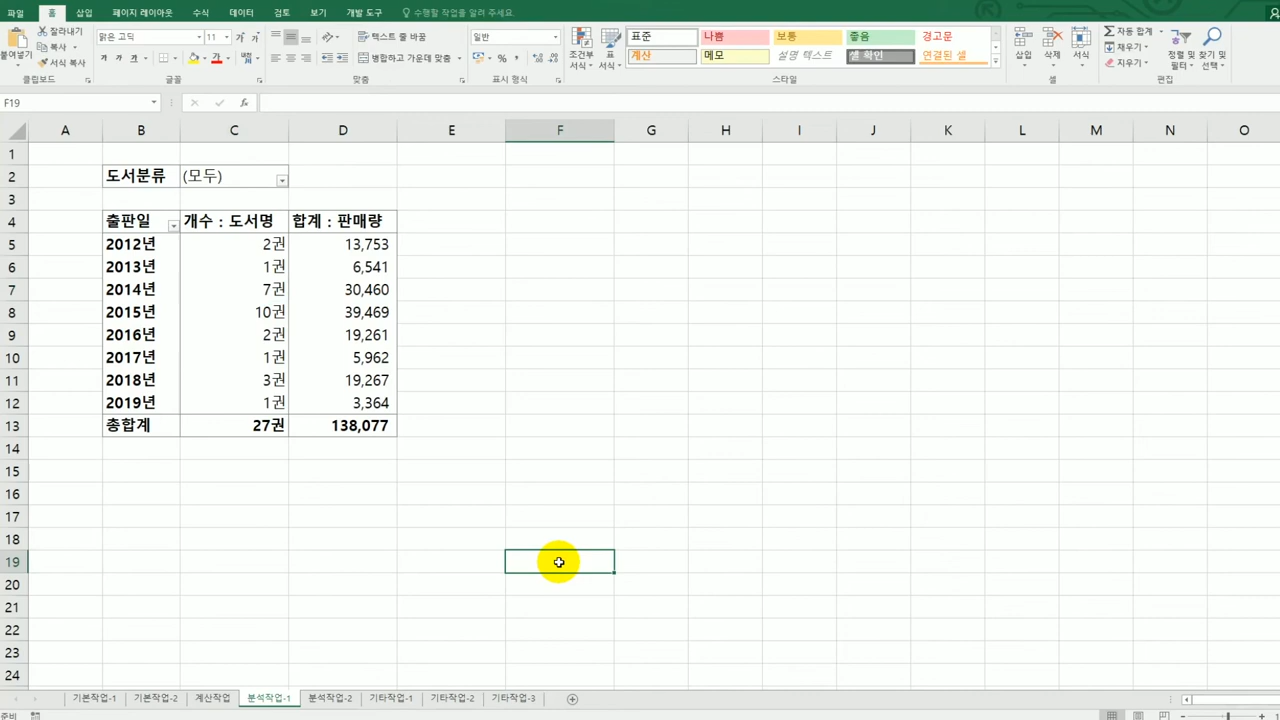 파일 홈 삽입 페이지 레이아웃 수식 데이터 검토 보기 개발 도구 수행할 작업을 알려 주세요.
잘라내기 맑은 고딕 11 가 가 텍스트 줄 바꿈 일반 표준 나쁨 보통 좋음 경고문 자동 합계
붙여넣기 복사 채우기
서식 복사 가 가 가 가 병합하고 가운데 맞춤 % 조건부 서식 표 서식 계산 메모 설명 텍스트 셀 확인 연결된 셀 삽입 삭제 서식 지우기 정렬 및 필터 찾기 및 선택
클립보드 글꼴 맞춤 표시 형식 스타일 셀 편집
F19 fx
A B C D E F G H I J K L M N O
1
2 도서분류 (모두)
3
4 출판일 개수 : 도서명 합계 : 판매량
5 2012년 2권 13,753
6 2013년 1권 6,541
7 2014년 7권 30,460
8 2015년 10권 39,469
9 2016년 2권 19,261
10 2017년 1권 5,962
11 2018년 3권 19,267
12 2019년 1권 3,364
13 총합계 27권 138,077
14
15
16
17
18
19
20
21
22
23
24
기본작업-1 기본작업-2 계산작업 분석작업-1 분석작업-2 기타작업-1 기타작업-2 기타작업-3
준비